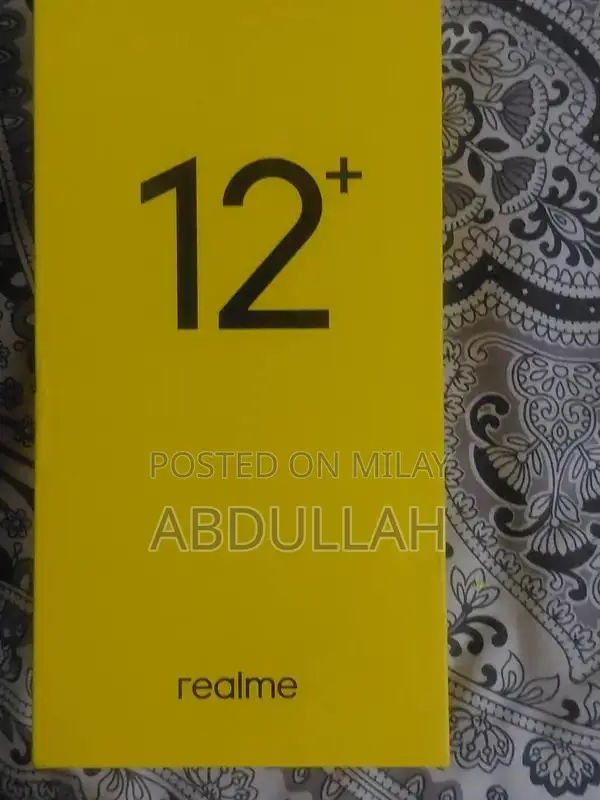 12+
POSTED ON MILAY
ABDULLAH
realme